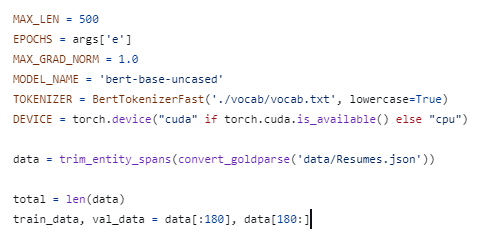 MAX_LEN = 500
EPOCHS = args['e']
MAX_GRAD_NORM = 1.0
MODEL_NAME = 'bert-base-uncased'
TOKENIZER = BertTokenizerFast('./vocab/vocab.txt', lowercase=True)
DEVICE = torch.device("cuda" if torch.cuda.is_available() else "cpu")
data = trim_entity_spans(convert_goldparse('data/Resumes.json'))
total = len(data)
train_data, val_data = data[:180], data[180:]